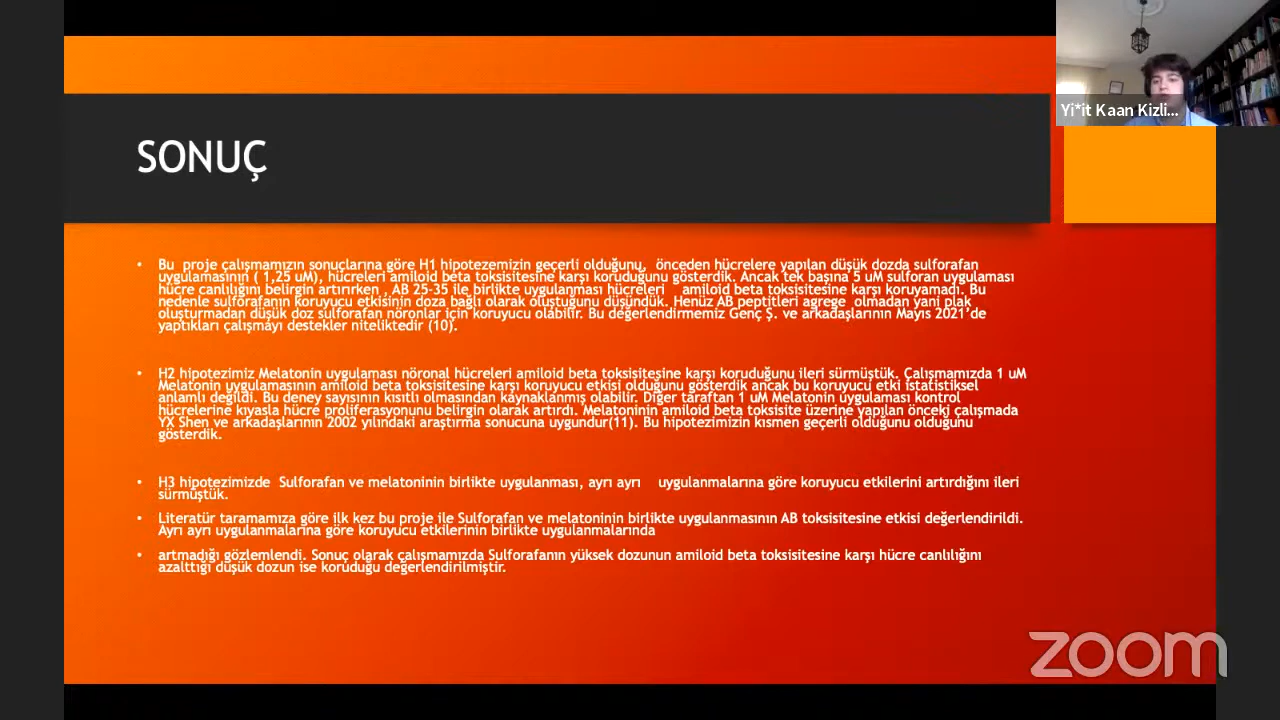 Yi*it Kaan Kizli...
SONUÇ
• Bu proje çalışmamızın sonuçlarına göre H1 hipotezemizin geçerli olduğunu, önceden hücrelere yapılan düşük dozda sulforafan
uygulamasının ( 1,25 uM), hücreleri amiloid beta toksisitesine karşı koruduğunu gösterdik. Ancak tek başına 5 uM sulforan uygulaması
hücre canlılığını belirgin artırırken , AB 25-35 ile birlikte uygulanması hücreleri amiloid beta toksisitesine karşı koruyamadı. Bu
nedenle sulforafanın koruyucu etkisinin doza bağlı olarak oluştuğunu düşündük. Henüz AB peptitleri agrege olmadan yani plak
oluşturmadan düşük doz sulforafan nöronlar için koruyucu olabilir. Bu değerlendirmemiz Genç Ş. ve arkadaşlarının Mayıs 2021'de
yaptıkları çalışmayı destekler niteliktedir (10).
• H2 hipotezimiz Melatonin uygulaması nöronal hücreleri amiloid beta toksisitesine karşı koruduğunu ileri sürmüştük. Çalışmamızda 1 uM
Melatonin uygulamasının amiloid beta toksisitesine karşı koruyucu etkisi olduğunu gösterdik ancak bu koruyucu etki istatistiksel
anlamlı değildi. Bu deney sayısının kısıtlı olmasından kaynaklanmış olabilir. Diğer taraftan 1 uM Melatonin uygulaması kontrol
hücrelerine kıyasla hücre proliferasyonunu belirgin olarak artırdı. Melatoninin amiloid beta toksisite üzerine yapılan önceki çalışmada
YX Shen ve arkadaşlarının 2002 yılındaki araştırma sonucuna uygundur(11). Bu hipotezimizin kısmen geçerli olduğunu olduğunu
gösterdik.
• H3 hipotezimizde Sulforafan ve melatoninin birlikte uygulanması, ayrı ayrı uygulanmalarına göre koruyucu etkilerini artırdığını ileri
sürmüştük.
• Literatür taramamıza göre ilk kez bu proje ile Sulforafan ve melatoninin birlikte uygulanmasının AB toksisitesine etkisi değerlendirildi.
Ayrı ayrı uygulanmalarına göre koruyucu etkilerinin birlikte uygulanmalarında
• artmadığı gözlemlendi. Sonuç olarak çalışmamızda Sulforafanın yüksek dozunun amiloid beta toksisitesine karşı hücre canlılığını
azalttığı düşük dozun ise koruduğu değerlendirilmiştir.
zoom